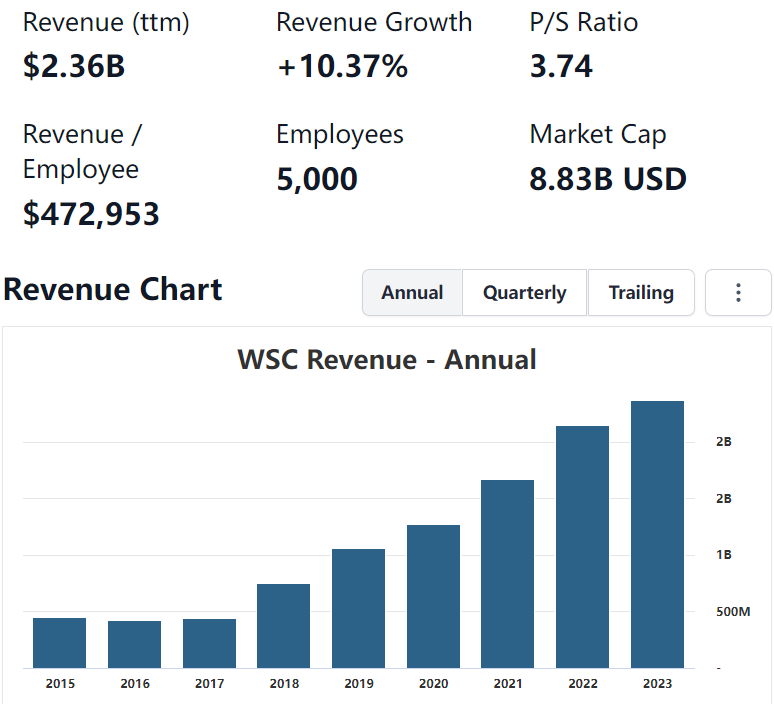 Revenue (ttm)
$2.36B
Revenue Growth
+10.37%
P/S Ratio
3.74
Revenue /
Employee
$472,953
Employees
5,000
Market Cap
8.83B USD
Revenue Chart
Annual
Quarterly
Trailing
WSC Revenue - Annual
2B
2B
1B
500M
-
2015 2016 2017 2018 2019 2020 2021 2022 2023